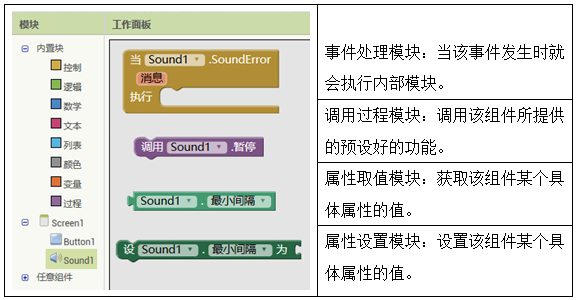 模块
工作面板
内置块
控制
逻辑
数学
文本
列表
颜色
变量
过程
Screen1
Button1
Sound1
任意组件
当 Sound1 .SoundError
消息
执行
调用 Sound1 .暂停
Sound1 . 最小间隔
设 Sound1 . 最小间隔 为
事件处理模块：当该事件发生时就
会执行内部模块。
调用过程模块：调用该组件所提供
的预设好的功能。
属性取值模块：获取该组件某个具
体属性的值。
属性设置模块：设置该组件某个具
体属性的值。